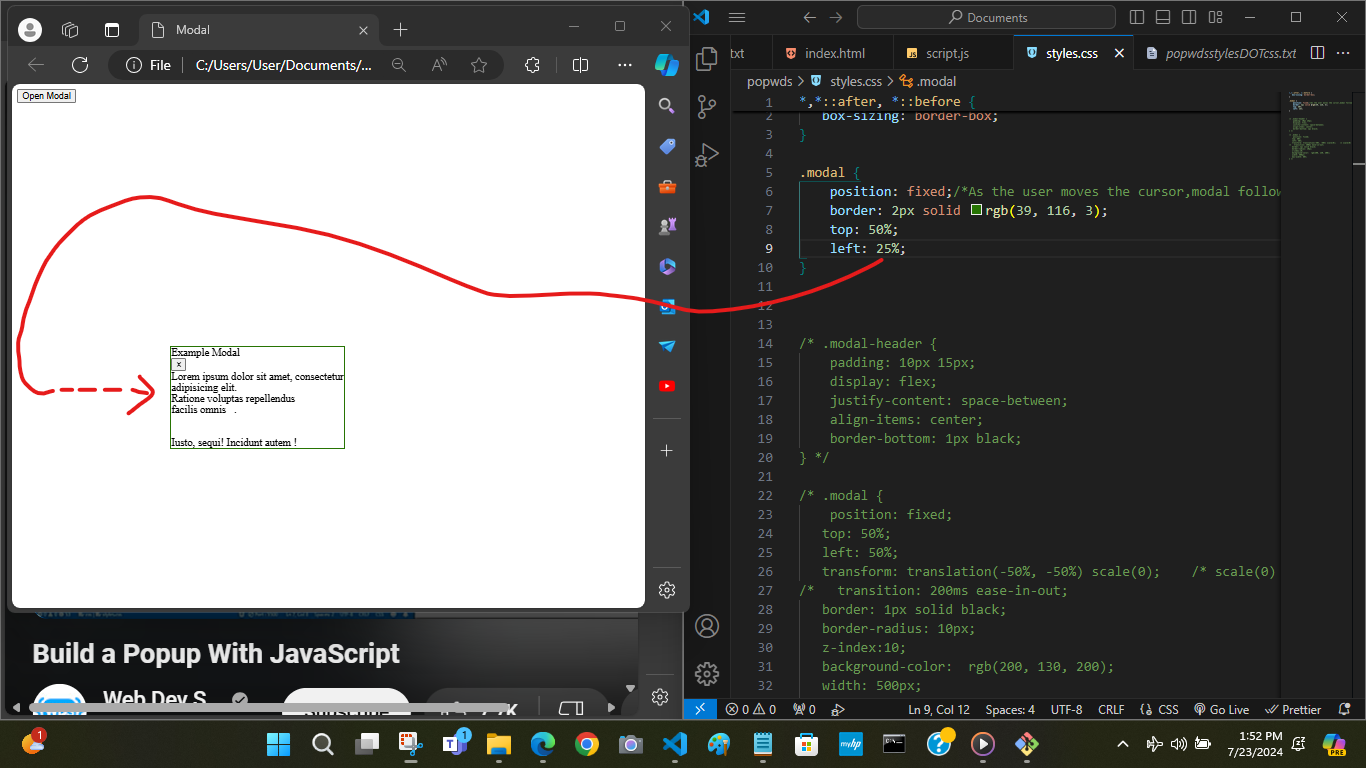 Modal
File
C:/Users/User/Documents/...
Open Modal
Example Modal
x
Lorem ipsum dolor sit amet, consectetur
adipisicing elit.
Ratione voluptas repellendus
facilis omnis .
Iusto, sequi! Incidunt autem !
Build a Popup With JavaScript
Web Dev S
Documents
txt
index.html
script.js
styles.css
popwdsstylesDOTcss.txt
popwds > styles.css > .modal
1 *,*::after, *::before {
2 box-sizing: border-box;
3 }
4
5 .modal {
6 position: fixed;/*As the user moves the cursor,modal follow
7 border: 2px solid rgb(39, 116, 3);
8 top: 50%;
9 left: 25%;
10 }
11
12
13
14 /* .modal-header {
15 padding: 10px 15px;
16 display: flex;
17 justify-content: space-between;
18 align-items: center;
19 border-bottom: 1px black;
20 } */
21
22 /* .modal {
23 position: fixed;
24 top: 50%;
25 left: 50%;
26 transform: translation(-50%, -50%) scale(0); /* scale(0)
27 /* transition: 200ms ease-in-out;
28 border: 1px solid black;
29 border-radius: 10px;
30 z-index:10;
31 background-color: rgb(200, 130, 200);
32 width: 500px;
0 0 0
Ln 9, Col 12
Spaces: 4
UTF-8
CRLF
{} CSS
Go Live
Prettier
1
1
myhp
PRE
1:52 PM
7/23/2024